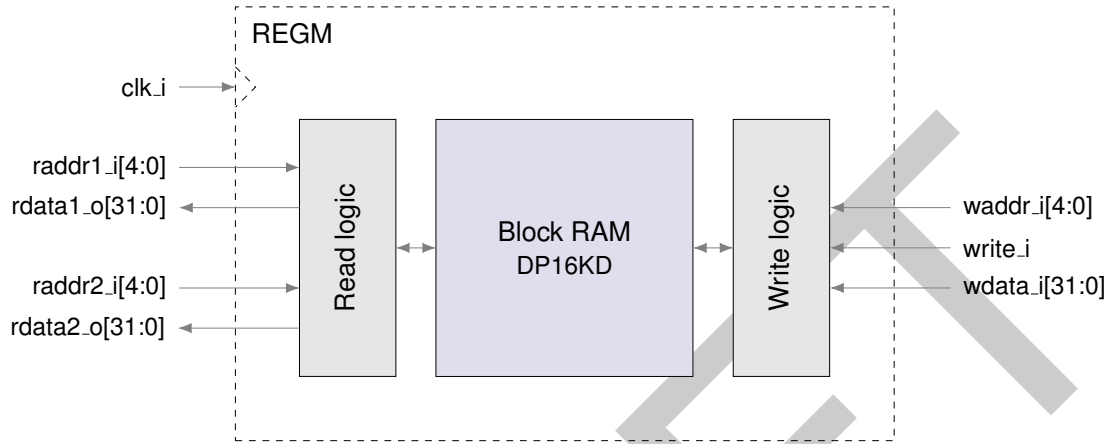 REGM
clk_i
raddr1_i[4:0]
rdata1_o[31:0]
raddr2_i[4:0]
rdata2_o[31:0]
Read logic
Block RAM
DP16KD
Write logic
waddr_i[4:0]
write_i
wdata_i[31:0]